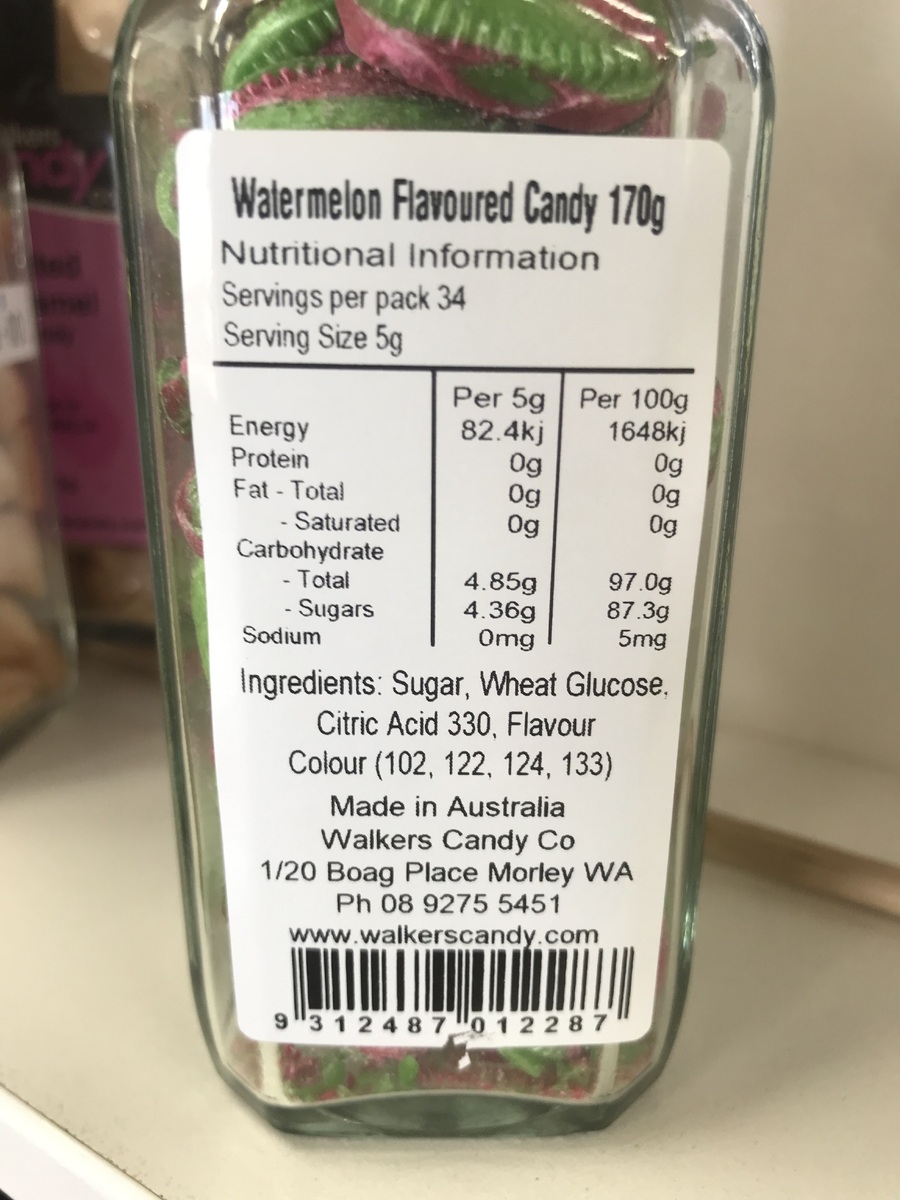 Watermelon Flavoured Candy 170g
Nutritional Information
Servings per pack 34
Serving Size 5g
Per 5g Per 100g
Energy 82.4kj 1648kj
Protein 0g 0g
Fat - Total 0g 0g
- Saturated 0g 0g
Carbohydrate
- Total 4.85g 97.0g
- Sugars 4.36g 87.3g
Sodium 0mg 5mg
Ingredients: Sugar, Wheat Glucose,
Citric Acid 330, Flavour
Colour (102, 122, 124, 133)
Made in Australia
Walkers Candy Co
1/20 Boag Place Morley WA
Ph 08 9275 5451
www.walkerscandy.com
9 312487 012287